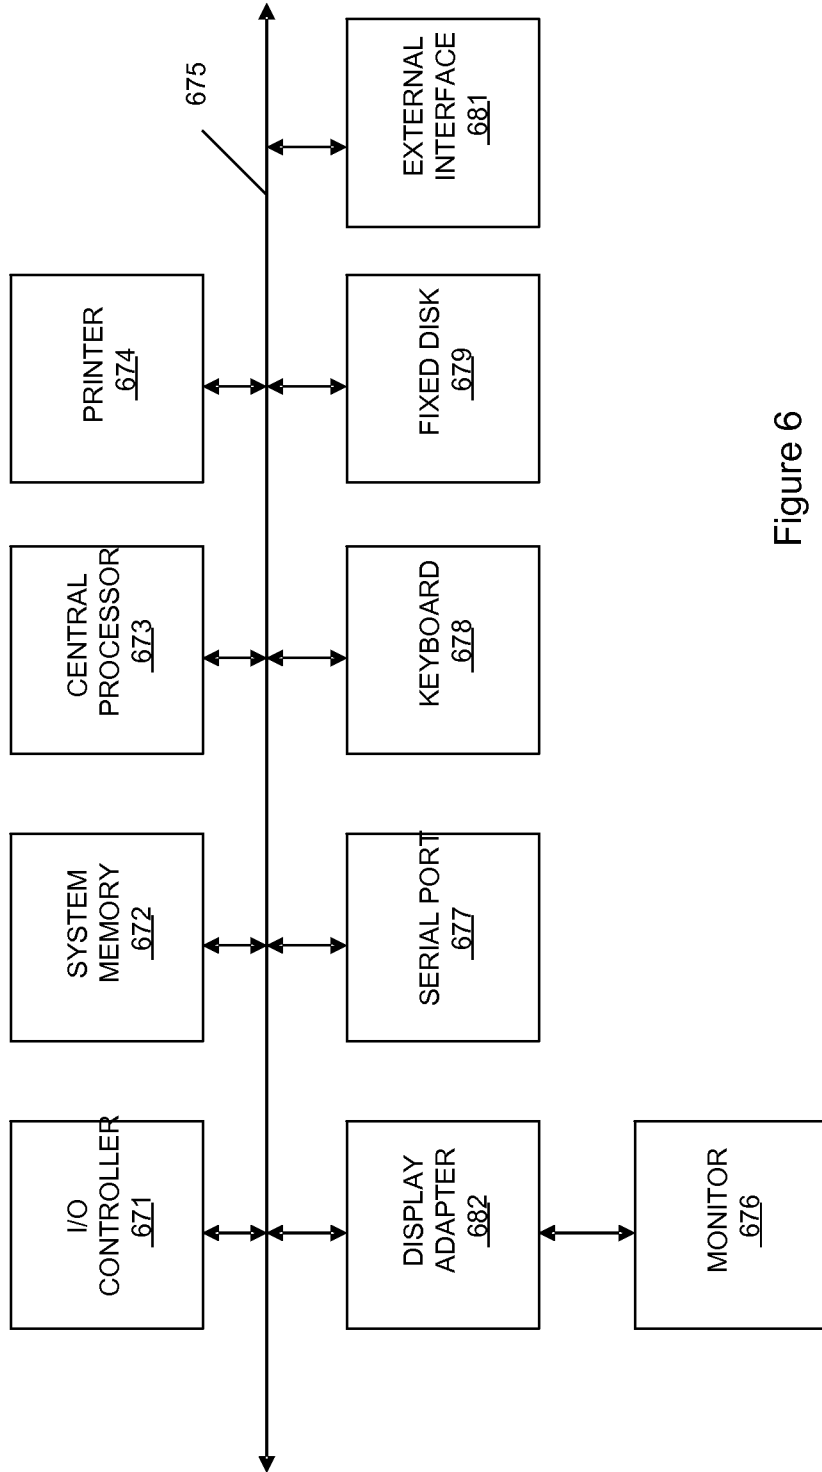 I/O
CONTROLLER
671
SYSTEM
MEMORY
672
CENTRAL
PROCESSOR
673
PRINTER
674
675
DISPLAY
ADAPTER
682
SERIAL PORT
677
KEYBOARD
678
FIXED DISK
679
EXTERNAL
INTERFACE
681
MONITOR
676
Figure 6